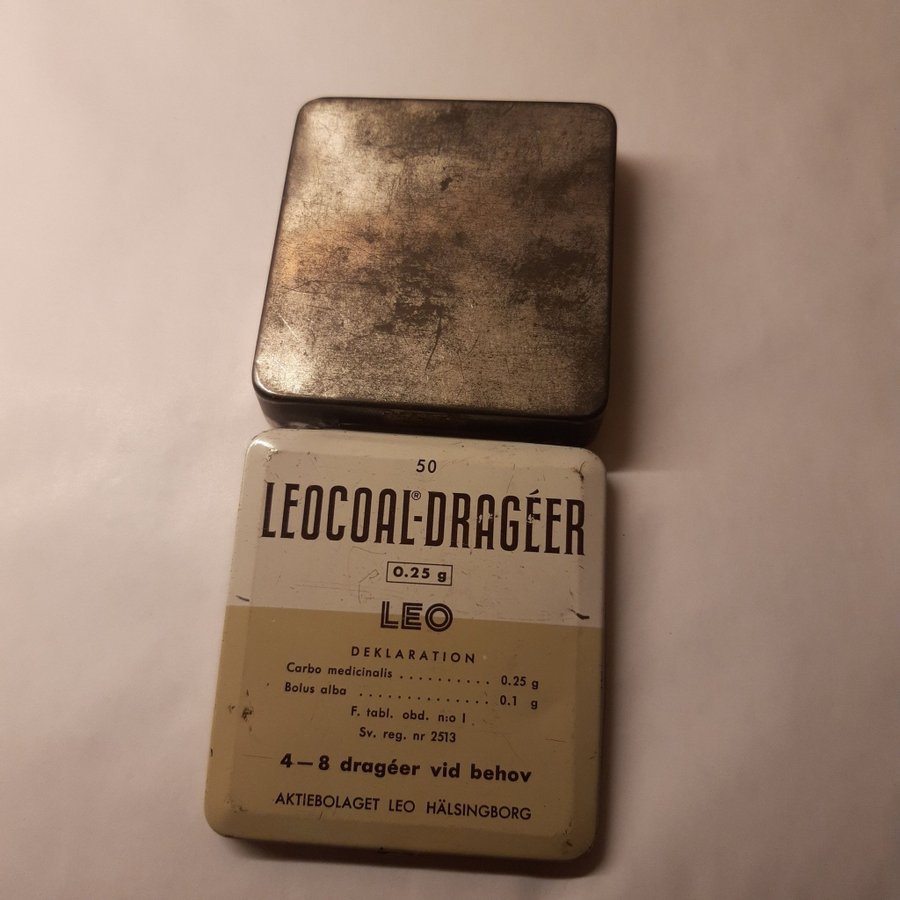 50
LEOCOAL®-DRAGÉER
0.25 g
LEO
DEKLARATION
Carbo medicinalis .......... 0.25 g
Bolus alba ............... 0.1 g
F. tabl. obd. n:o I
Sv. reg. nr 2513
4—8 dragéer vid behov
AKTIEBOLAGET LEO HÄLSINGBORG